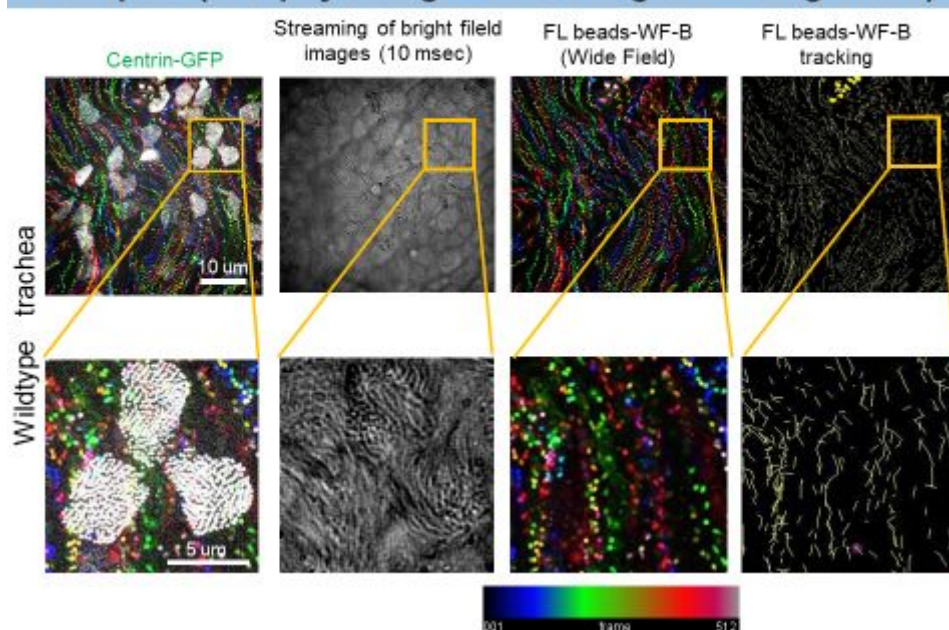 Centrin-GFP
Streaming of bright fileld
images (10 msec)
FL beads-WF-B
(Wide Field)
FL beads-WF-B
tracking
10 um
Wildtype trachea
5 um
001 frame 512